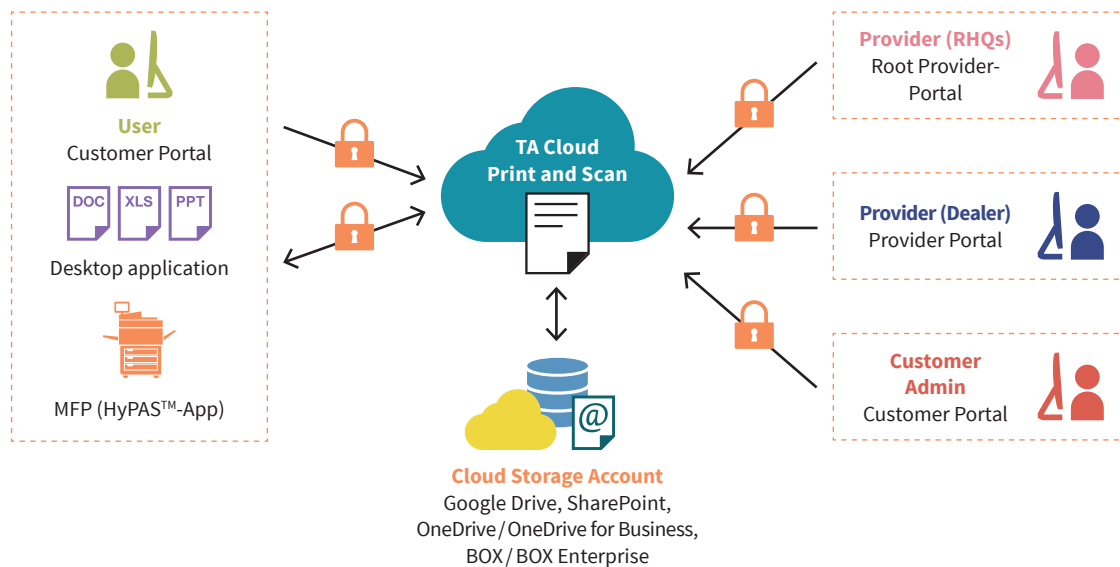 User
Customer Portal
DOC XLS PPT
Desktop application
MFP (HyPAS™-App)
TA Cloud
Print and Scan
@
Cloud Storage Account
Google Drive, SharePoint,
OneDrive / OneDrive for Business,
BOX / BOX Enterprise
Provider (RHQs)
Root Provider-
Portal
Provider (Dealer)
Provider Portal
Customer
Admin
Customer Portal